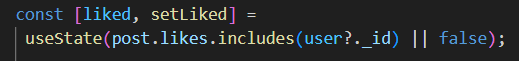 const [liked, setLiked] =
useState(post.likes.includes(user?._id) || false);